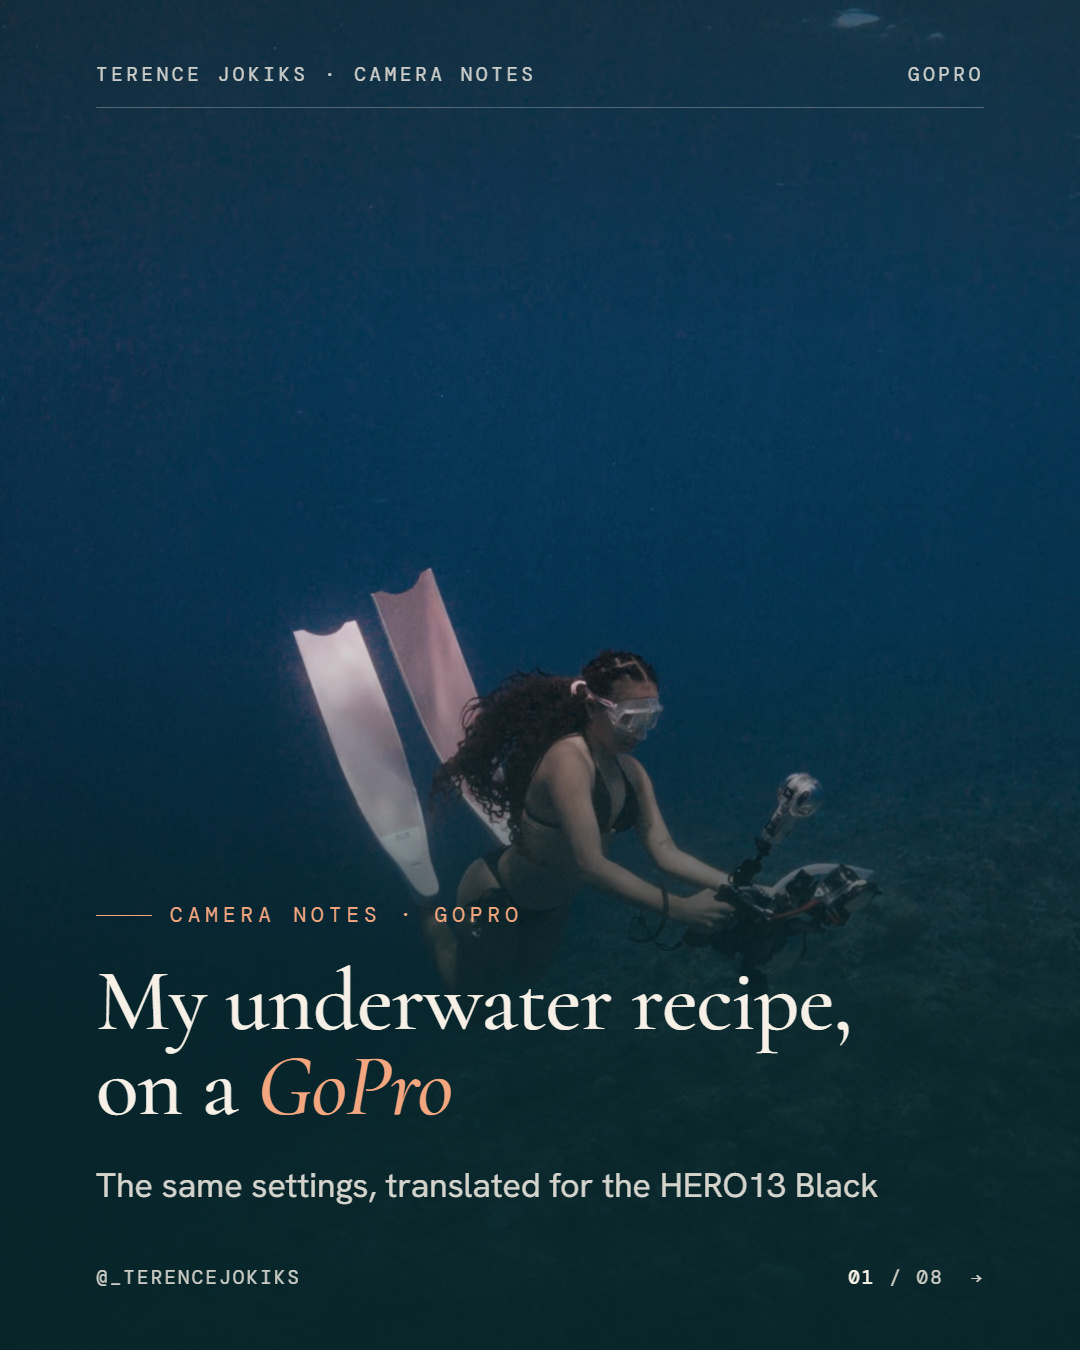 TERENCE JOKIKS · CAMERA NOTES
GOPRO
CAMERA NOTES · GOPRO
My underwater recipe,
on a GoPro
The same settings, translated for the HERO13 Black
@_TERENCEJOKIKS
01 / 08 →